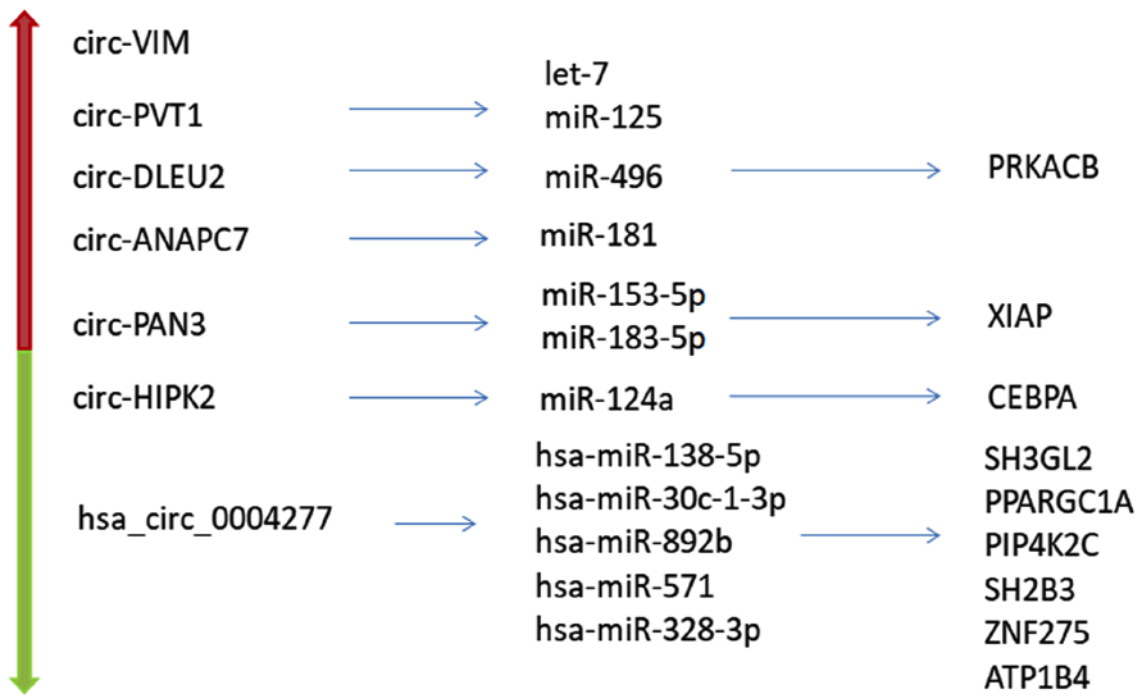 circ-VIM
let-7
circ-PVT1
miR-125
circ-DLEU2
miR-496
PRKACB
circ-ANAPC7
miR-181
circ-PAN3
miR-153-5p
miR-183-5p
XIAP
circ-HIPK2
miR-124a
CEBPA
hsa_circ_0004277
hsa-miR-138-5p
hsa-miR-30c-1-3p
hsa-miR-892b
hsa-miR-571
hsa-miR-328-3p
SH3GL2
PPARGC1A
PIP4K2C
SH2B3
ZNF275
ATP1B4